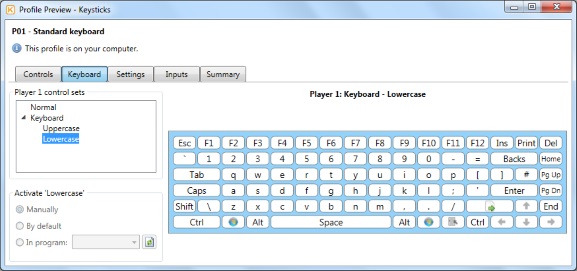 Profile Preview - Keysticks
P01 - Standard keyboard
This profile is on your computer.
Controls Keyboard Settings Inputs Summary
Player 1 control sets
Normal
Keyboard
Uppercase
Lowercase
Activate 'Lowercase'
Manually
By default
In program:
Player 1: Keyboard - Lowercase
Esc F1 F2 F3 F4 F5 F6 F7 F8 F9 F10 F11 F12 Ins Print Del
` 1 2 3 4 5 6 7 8 9 0 - = Backs Home
Tab q w e r t y u i o p [ ] # Pg Up
Caps a s d f g h j k l ; ' Enter Pg Dn
Shift \ z x c v b n m , . / End
Ctrl Alt Space Alt Ctrl